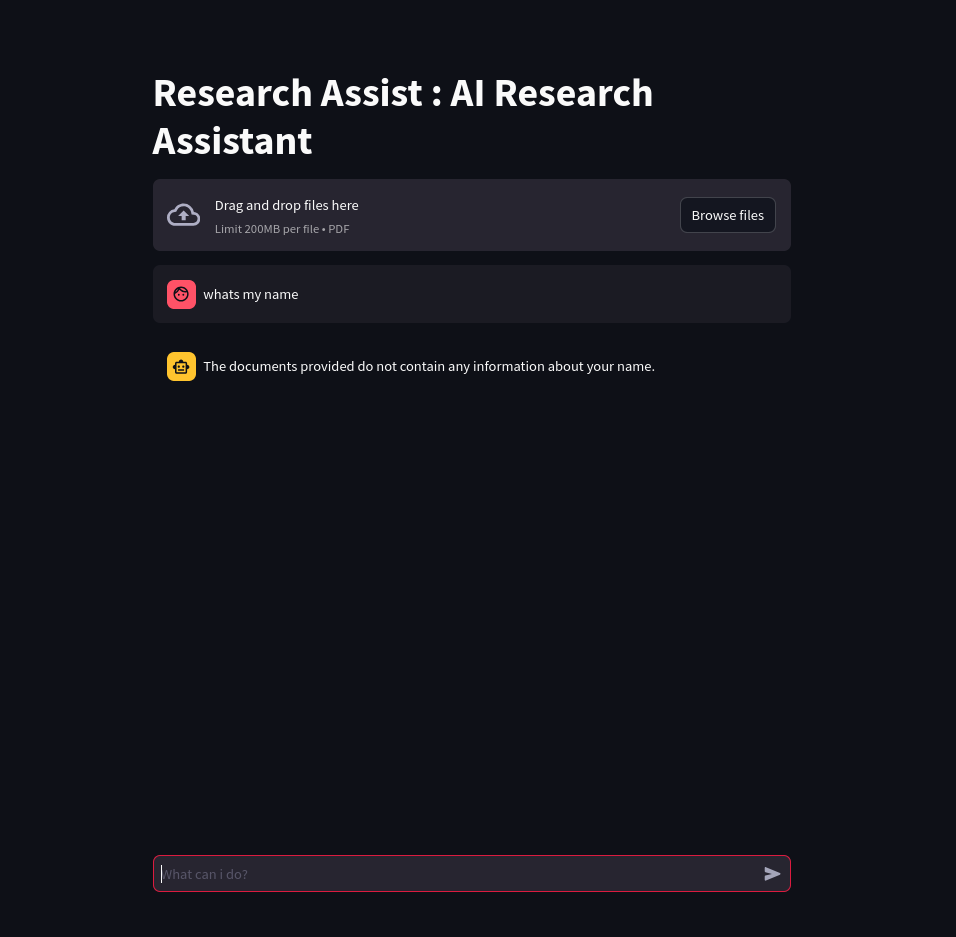 Research Assist : AI Research
Assistant
Drag and drop files here
Limit 200MB per file • PDF
Browse files
whats my name
The documents provided do not contain any information about your name.
What can i do?